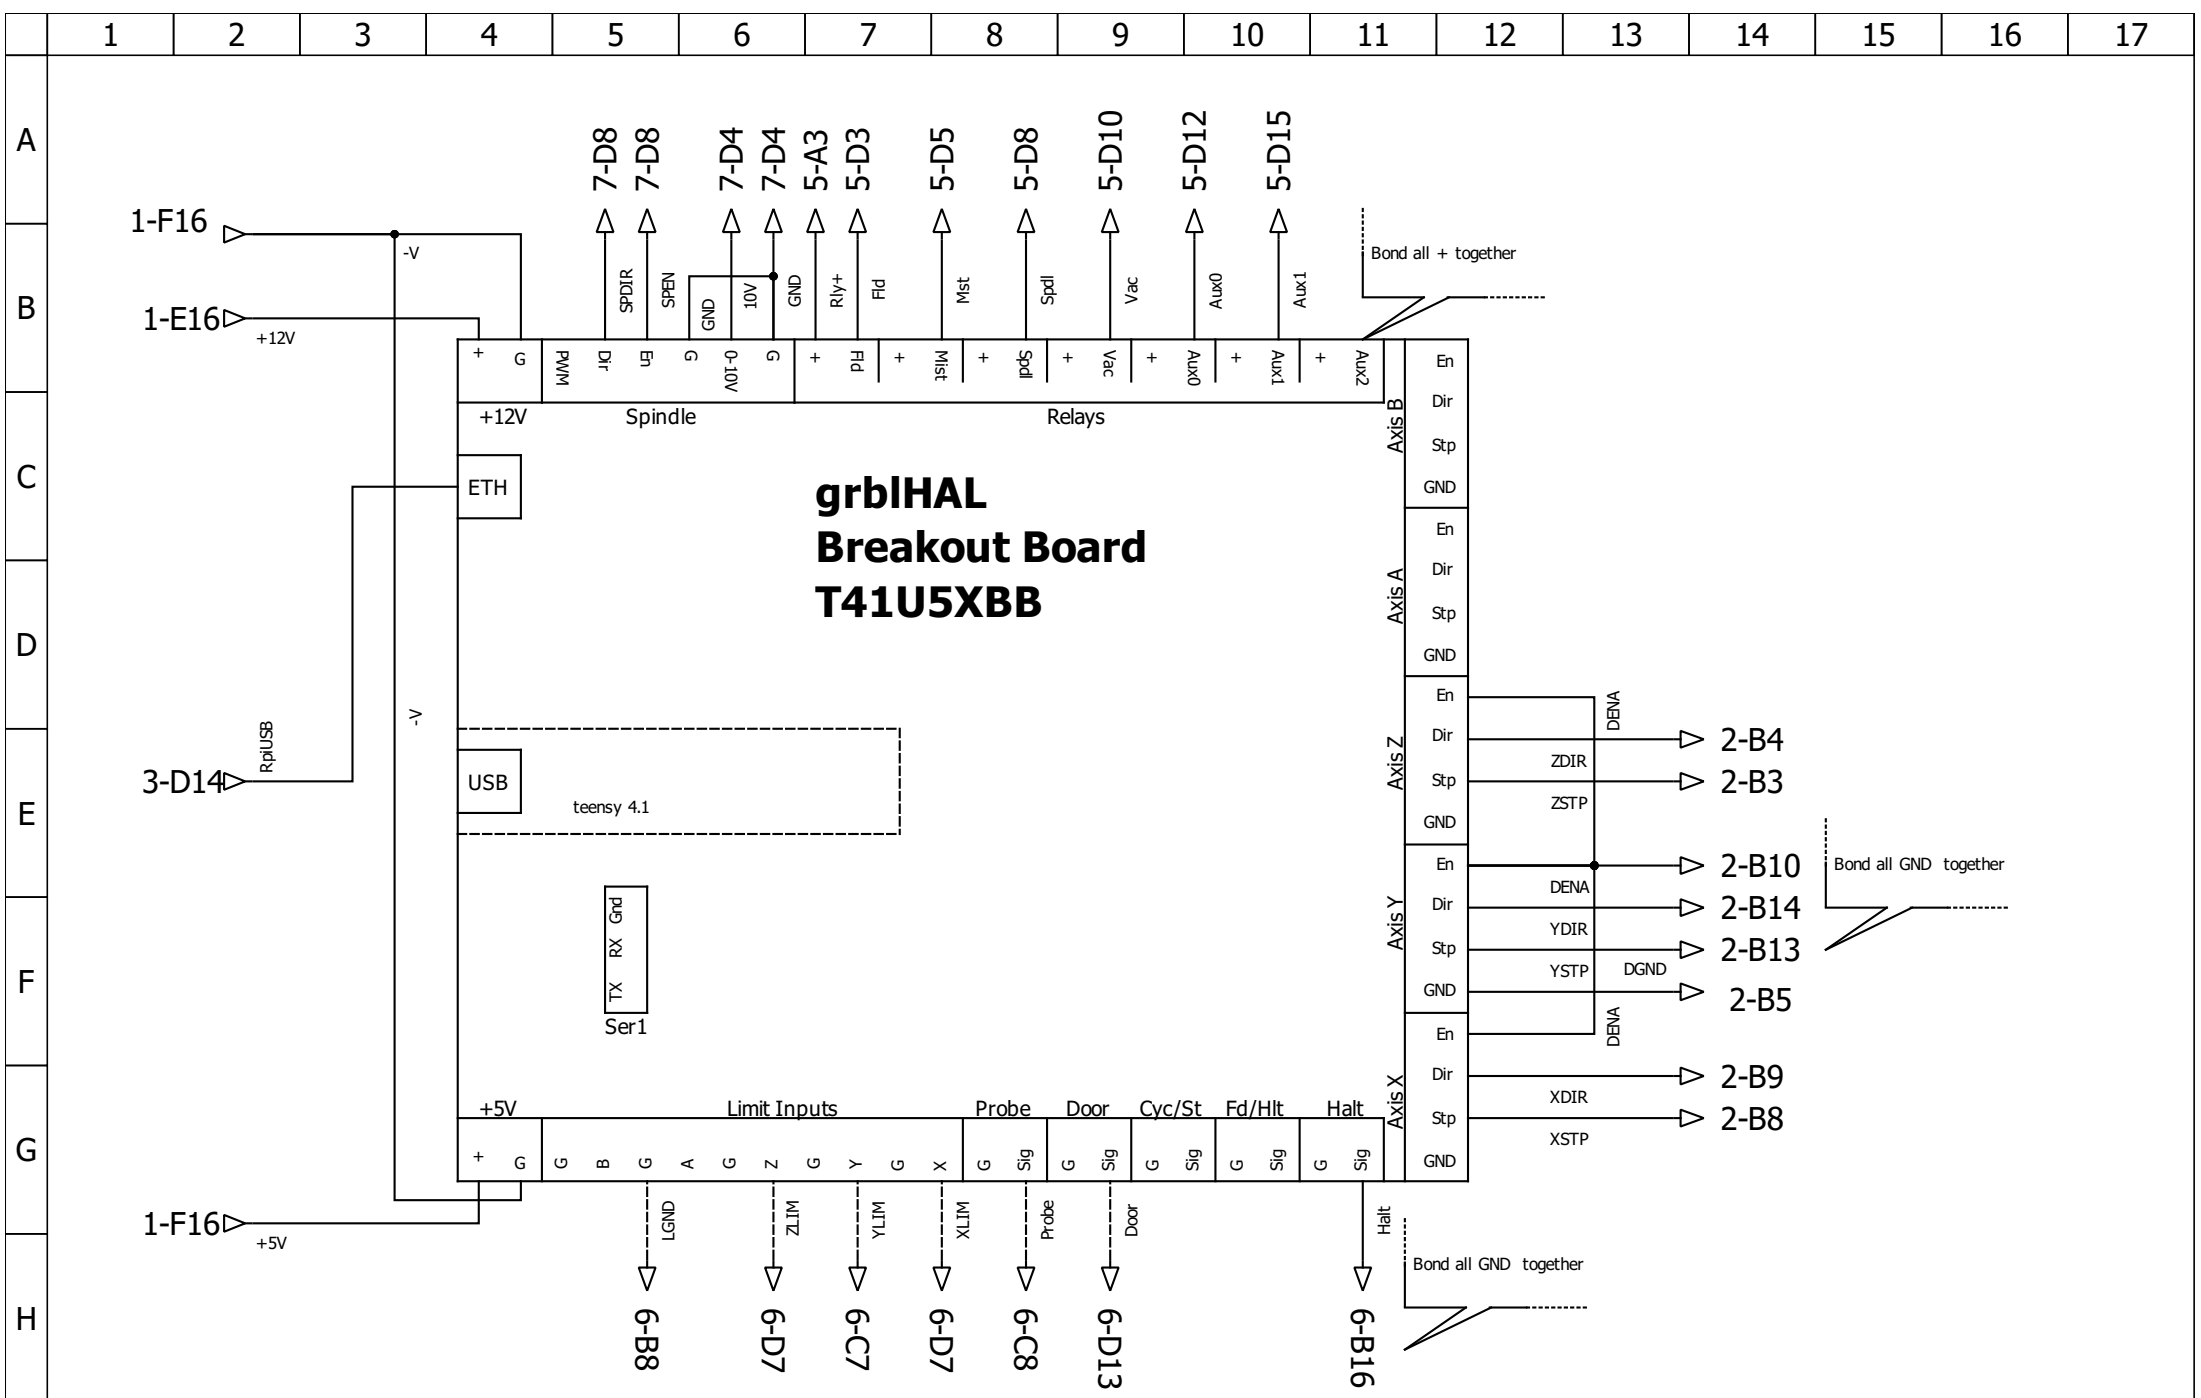 1 2 3 4 5 6 7 8 9 10 11 12 13 14 15 16 17
A
7-D8 7-D8 7-D4 7-D4 5-A3 5-D3 5-D5 5-D8 5-D10 5-D12 5-D15
1-F16
-V
Bond all + together
B
SPDIR SPEN GND 10V GND Rly+ Fld Mst Spdl Vac Aux0 Aux1
1-E16
+12V
+ G PWM Dir En G 0-10V G + Fld + Mist + Spdl + Vac + Aux0 + Aux1 + Aux2
+12V Spindle Relays
En
Dir
Axis B
Stp
GND
C
ETH
grblHAL
Breakout Board
T41U5XBB
En
Dir
Axis A
Stp
GND
D
-V
RpiUSB
3-D14
E
USB
teensy 4.1
En
DENA
Dir
ZDIR
2-B4
Axis Z
Stp
ZSTP
2-B3
GND
En
DENA
2-B10
Bond all GND together
Dir
YDIR
2-B14
Axis Y
Stp
YSTP
2-B13
DGND
GND
2-B5
F
TX RX Gnd
Ser1
En
DENA
Dir
XDIR
2-B9
Axis X
Stp
XSTP
2-B8
GND
+5V Limit Inputs Probe Door Cyc/St Fd/Hlt Halt
G
+ G G B G A G Z G Y G X G Sig G Sig G Sig G Sig G Sig
1-F16
+5V
LGND ZLIM YLIM XLIM Probe Door Halt
Bond all GND together
H
6-B8 6-D7 6-C7 6-D7 6-C8 6-D13 6-B16